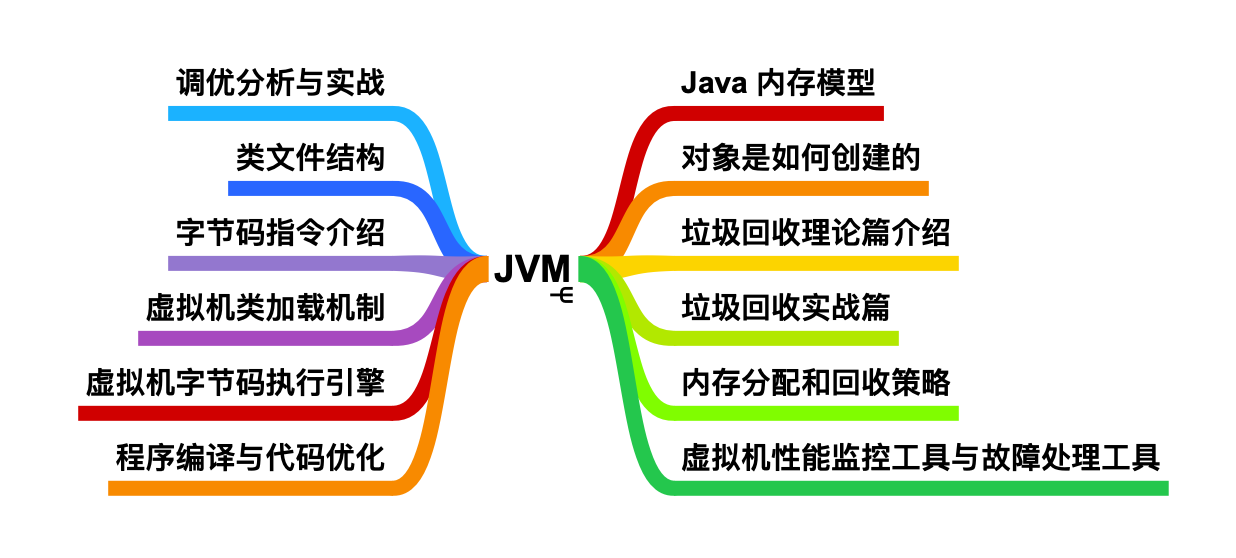 调优分析与实战
类文件结构
字节码指令介绍
虚拟机类加载机制
虚拟机字节码执行引擎
程序编译与代码优化
JVM
Java 内存模型
对象是如何创建的
垃圾回收理论篇介绍
垃圾回收实战篇
内存分配和回收策略
虚拟机性能监控工具与故障处理工具